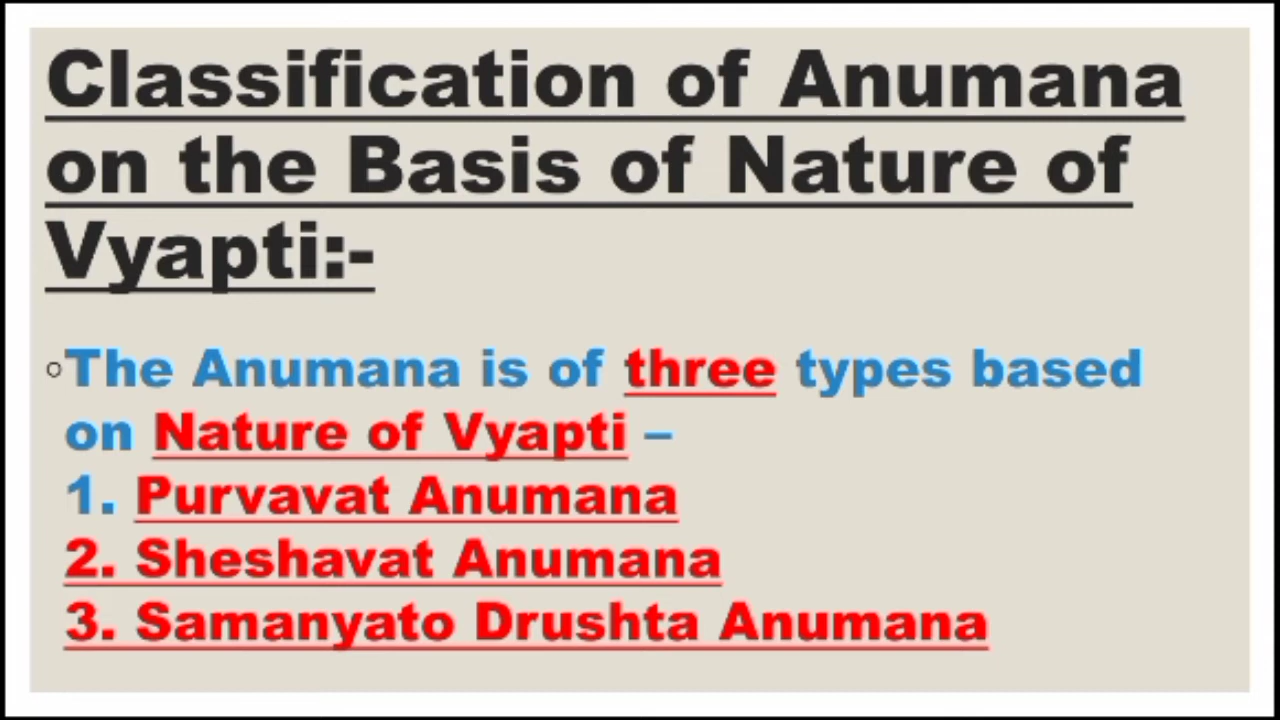 Classification of Anumana
on the Basis of Nature of
Vyapti:-
◦The Anumana is of three types based
on Nature of Vyapti –
1. Purvavat Anumana
2. Sheshavat Anumana
3. Samanyato Drushta Anumana